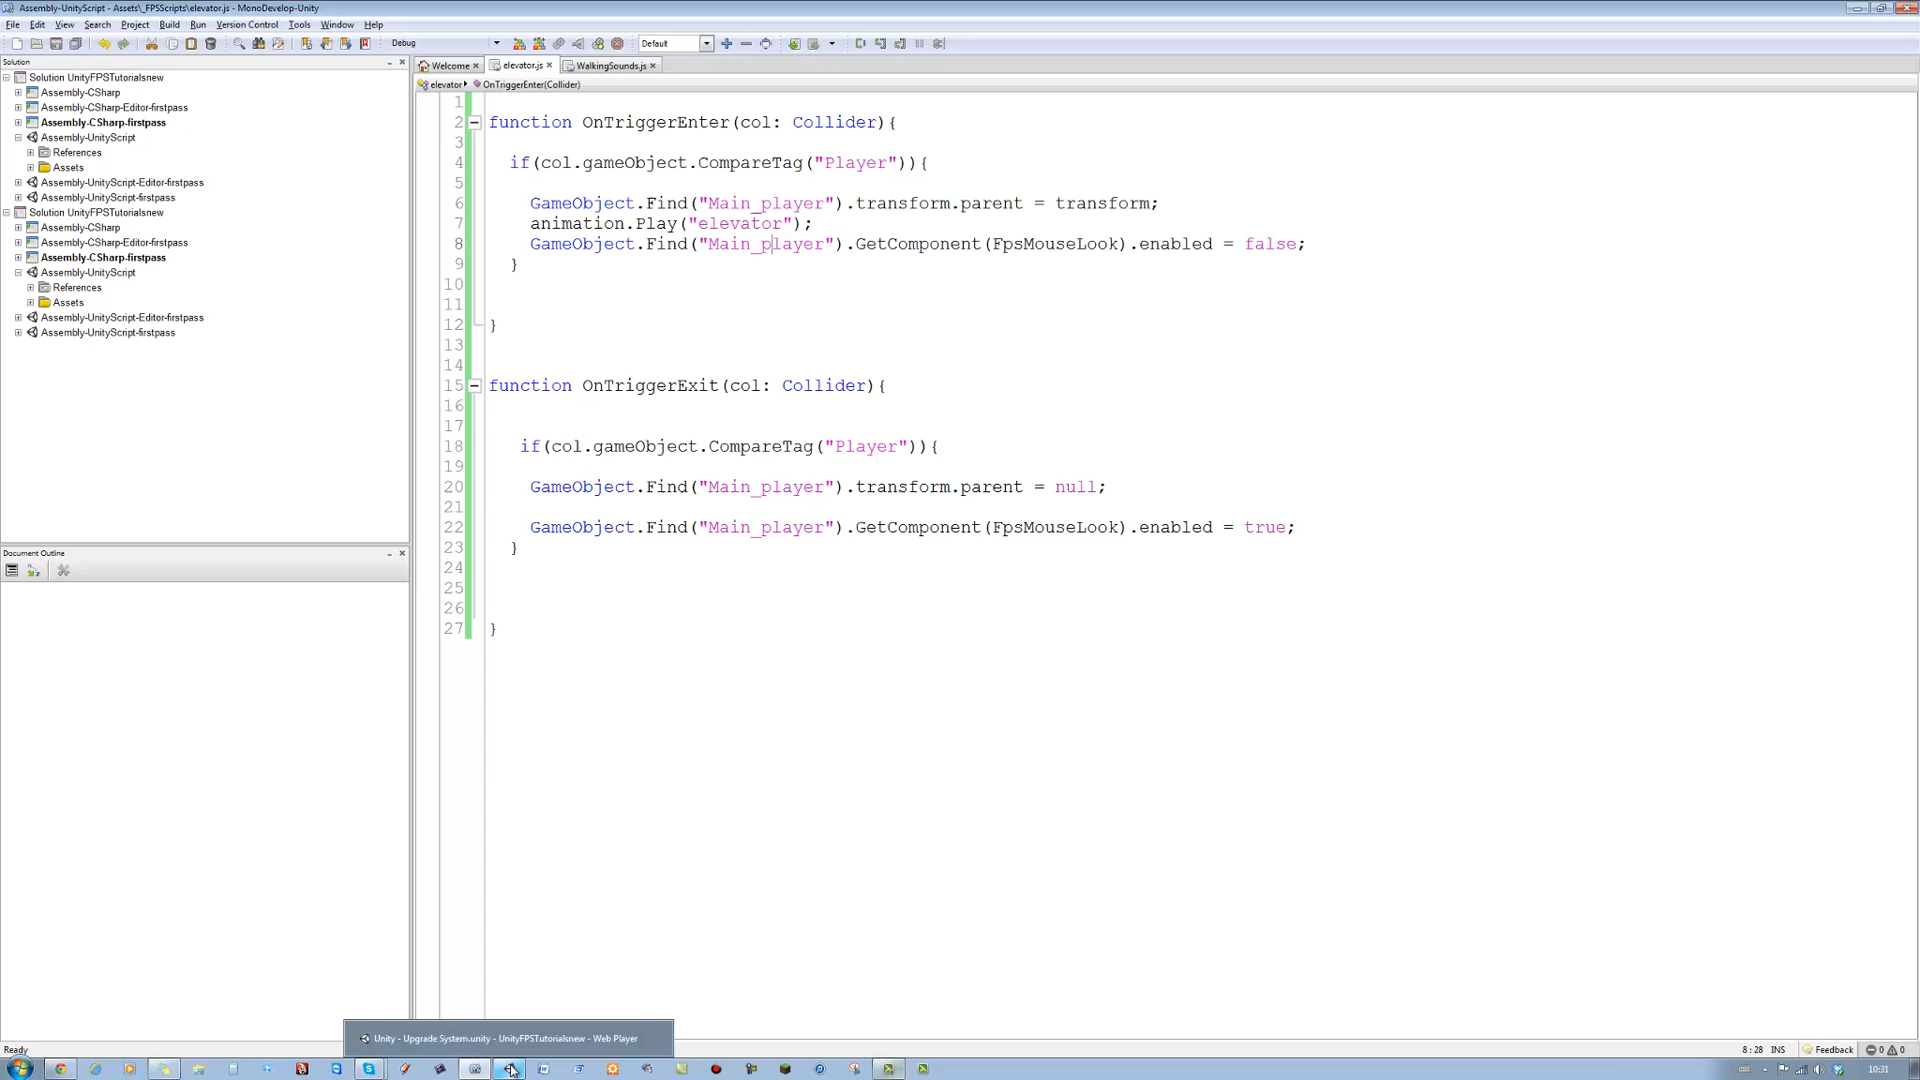 Assembly-UnityScript - Assets\_FPSScripts\elevator.js - MonoDevelop-Unity
File Edit View Search Project Build Run Version Control Tools Window Help
Debug Default
Solution
Solution UnityFPSTutorialsnew
Assembly-CSharp
Assembly-CSharp-Editor-firstpass
Assembly-CSharp-firstpass
Assembly-UnityScript
References
Assets
Assembly-UnityScript-Editor-firstpass
Assembly-UnityScript-firstpass
Solution UnityFPSTutorialsnew
Assembly-CSharp
Assembly-CSharp-Editor-firstpass
Assembly-CSharp-firstpass
Assembly-UnityScript
References
Assets
Assembly-UnityScript-Editor-firstpass
Assembly-UnityScript-firstpass
Document Outline
Welcome elevator.js WalkingSounds.js
elevator OnTriggerEnter(Collider)
1
2 function OnTriggerEnter(col: Collider){
3
4 if(col.gameObject.CompareTag("Player")){
5
6 GameObject.Find("Main_player").transform.parent = transform;
7 animation.Play("elevator");
8 GameObject.Find("Main_player").GetComponent(FpsMouseLook).enabled = false;
9 }
10
11
12 }
13
14
15 function OnTriggerExit(col: Collider){
16
17
18 if(col.gameObject.CompareTag("Player")){
19
20 GameObject.Find("Main_player").transform.parent = null;
21
22 GameObject.Find("Main_player").GetComponent(FpsMouseLook).enabled = true;
23 }
24
25
26
27 }
Unity - Upgrade System.unity - UnityFPSTutorialsnew - Web Player
Ready 8 : 28 INS Feedback 0 0
10:31